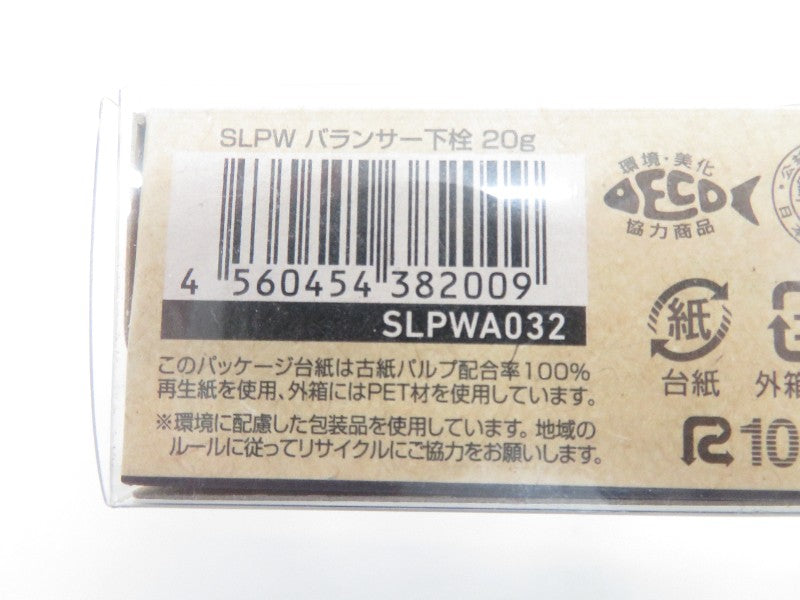 SLPW バランサー下栓 20g
4 560454 382009
SLPWA032
このパッケージ台紙は古紙パルプ配合率100%
再生紙を使用、外箱にはPET材を使用しています。
※環境に配慮した包装品を使用しています。地域の
ルールに従ってリサイクルにご協力をお願いします。
環境・美化
ECO
協力商品
紙
台紙
外箱
R10